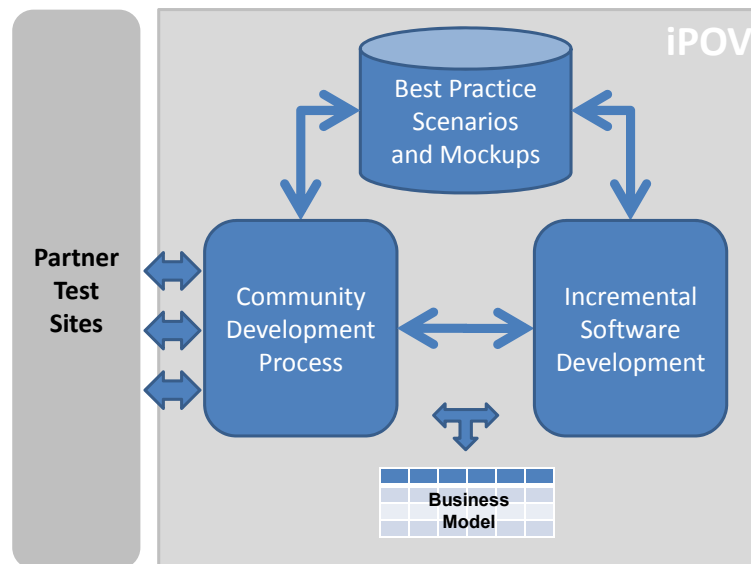 iPOV
Best Practice
Scenarios
and Mockups
Partner
Test
Sites
Community
Development
Process
Incremental
Software
Development
Business
Model